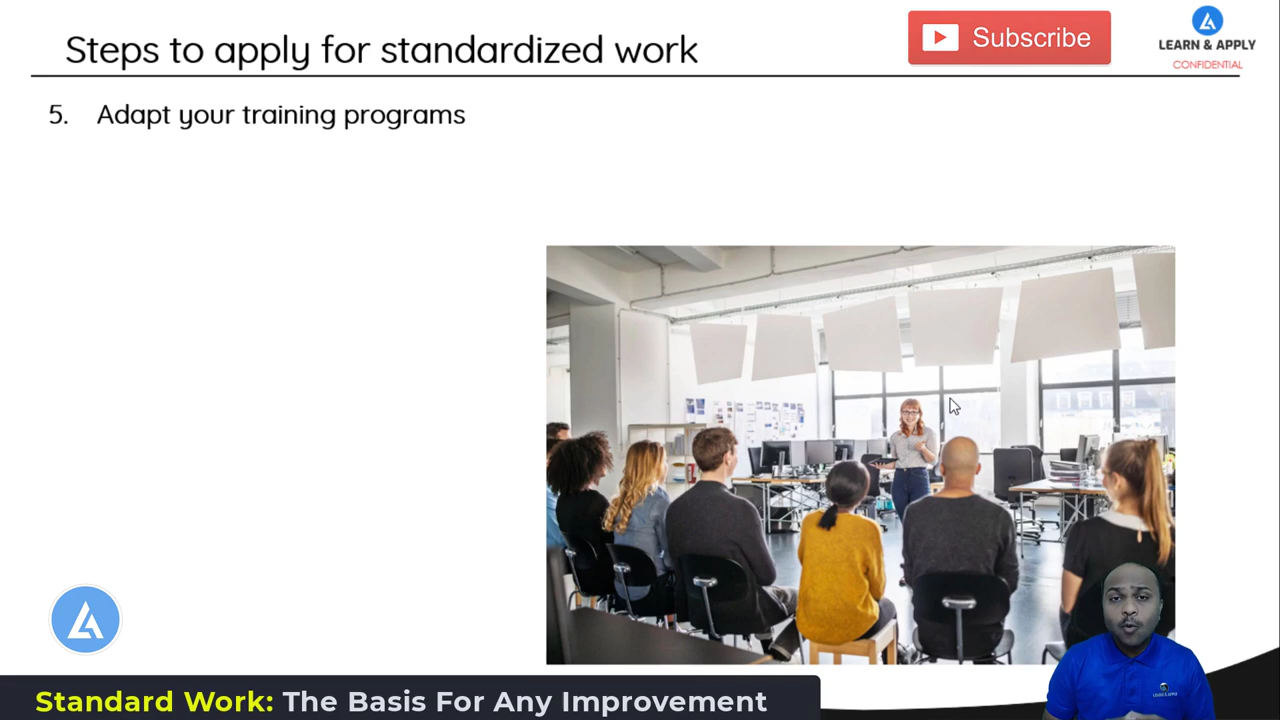 Steps to apply for standardized work
Subscribe
LEARN & APPLY
CONFIDENTIAL
5. Adapt your training programs
Standard Work: The Basis For Any Improvement